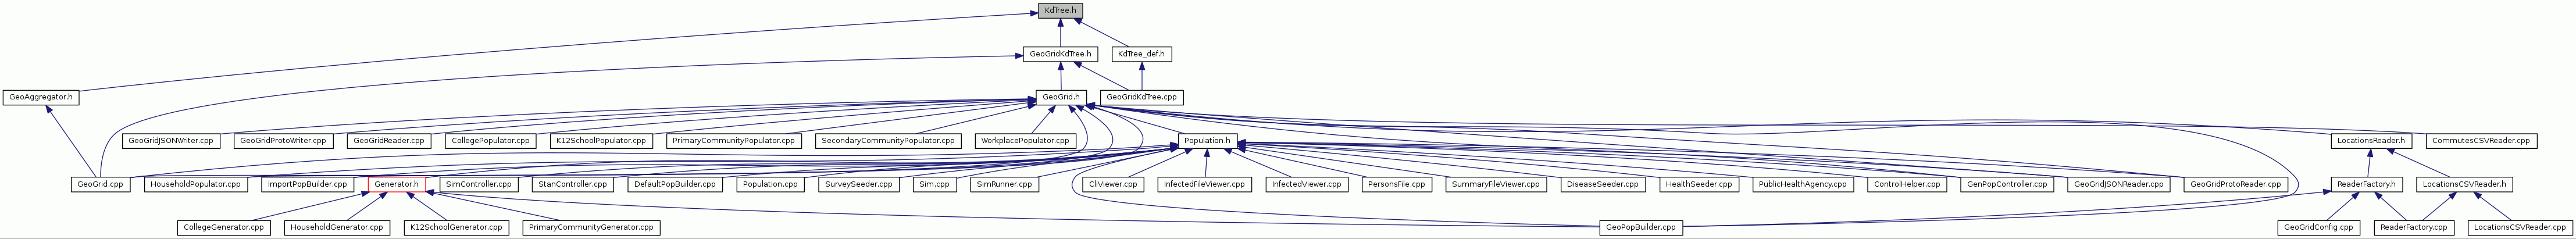 KdTree.h
GeoGridKdTree.h
KdTree_def.h
GeoAggregator.h
GeoGrid.h
GeoGridKdTree.cpp
GeoGridJSONWriter.cpp
GeoGridProtoWriter.cpp
GeoGridReader.cpp
CollegePopulator.cpp
K12SchoolPopulator.cpp
PrimaryCommunityPopulator.cpp
SecondaryCommunityPopulator.cpp
WorkplacePopulator.cpp
Population.h
LocationsReader.h
CommutesCSVReader.cpp
GeoGrid.cpp
HouseholdPopulator.cpp
ImportPopBuilder.cpp
Generator.h
SimController.cpp
StanController.cpp
DefaultPopBuilder.cpp
Population.cpp
SurveySeeder.cpp
Sim.cpp
SimRunner.cpp
CliViewer.cpp
InfectedFileViewer.cpp
InfectedViewer.cpp
PersonsFile.cpp
SummaryFileViewer.cpp
DiseaseSeeder.cpp
HealthSeeder.cpp
PublicHealthAgency.cpp
ControlHelper.cpp
GenPopController.cpp
GeoGridJSONReader.cpp
GeoGridProtoReader.cpp
ReaderFactory.h
LocationsCSVReader.h
CollegeGenerator.cpp
HouseholdGenerator.cpp
K12SchoolGenerator.cpp
PrimaryCommunityGenerator.cpp
GeoPopBuilder.cpp
GeoGridConfig.cpp
ReaderFactory.cpp
LocationsCSVReader.cpp